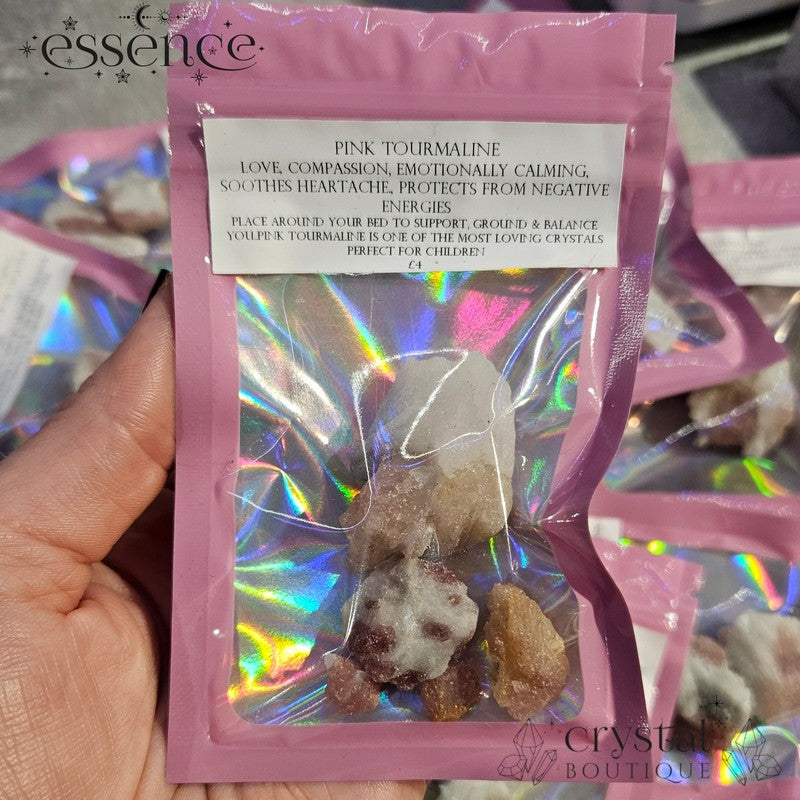 essence
PINK TOURMALINE
LOVE, COMPASSION, EMOTIONALLY CALMING,
SOOTHES HEARTACHE, PROTECTS FROM NEGATIVE
ENERGIES
PLACE AROUND YOUR BED TO SUPPORT, GROUND & BALANCE
YOU.PINK TOURMALINE IS ONE OF THE MOST LOVING CRYSTALS
PERFECT FOR CHILDREN
£4
crystal
BOUTIQUE